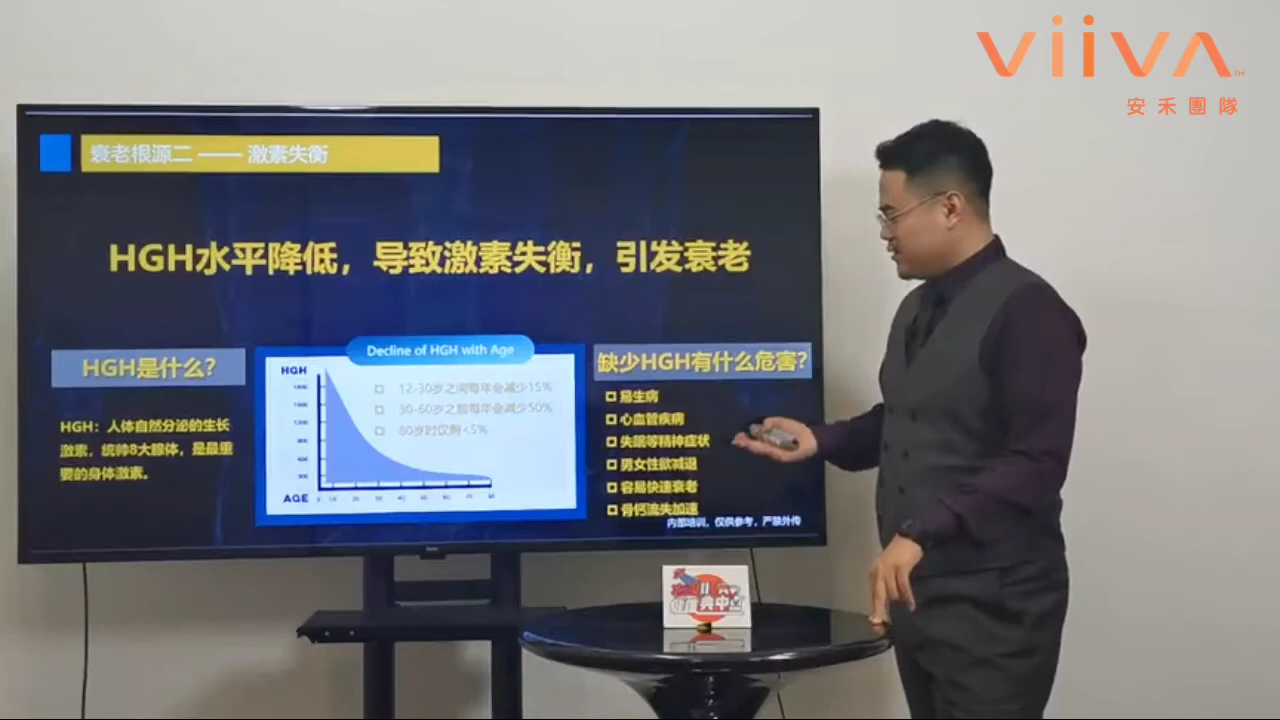 VIIVA
TM
安禾團隊
衰老根源二 —— 激素失衡
HGH水平降低，导致激素失衡，引发衰老
HGH是什么?
HGH：人体自然分泌的生长
激素，统帅8大腺体，是最重
要的身体激素。
Decline of HGH with Age
HGH
12-30岁之间每年会减少15%
30-60岁之间每年会减少50%
60岁时仅剩<5%
AGE
缺少HGH有什么危害?
易生病
心血管疾病
失眠等精神症状
男女性欲减退
容易快速衰老
骨钙流失加速
内部培训，仅供参考，严禁外传